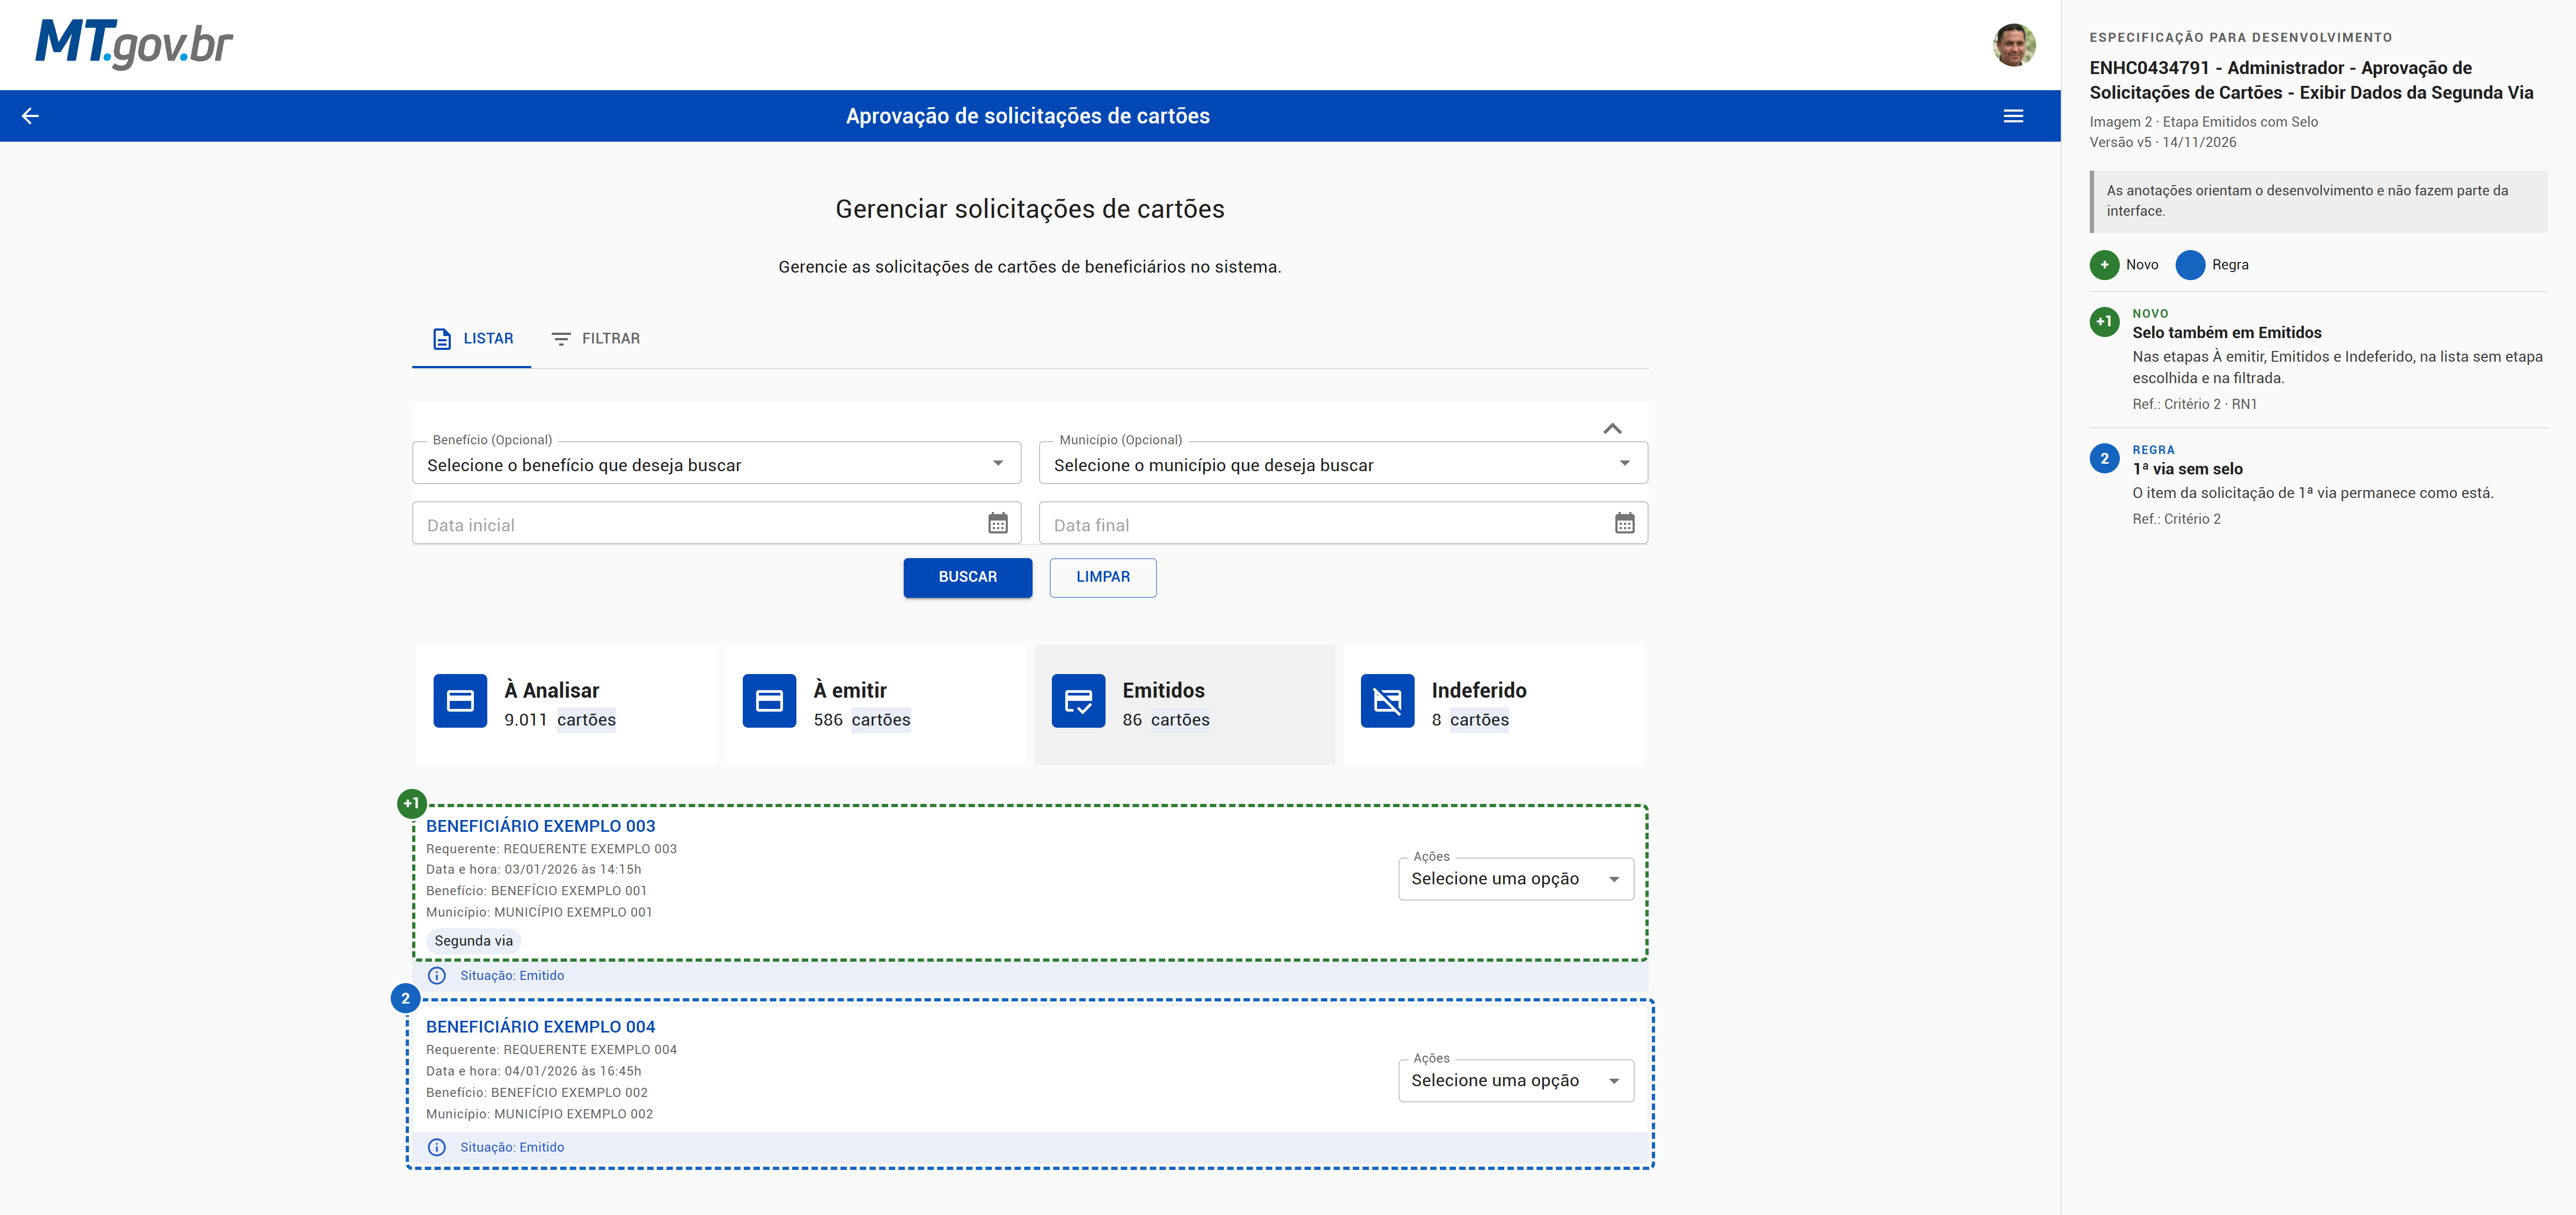 MT.gov.br
Aprovação de solicitações de cartões
Gerenciar solicitações de cartões
Gerencie as solicitações de cartões de beneficiários no sistema.
LISTAR
FILTRAR
Benefício (Opcional)
Selecione o benefício que deseja buscar
Município (Opcional)
Selecione o município que deseja buscar
Data inicial
Data final
BUSCAR
LIMPAR
À Analisar
9.011 cartões
À emitir
586 cartões
Emitidos
86 cartões
Indeferido
8 cartões
+1
BENEFICIÁRIO EXEMPLO 003
Requerente: REQUERENTE EXEMPLO 003
Data e hora: 03/01/2026 às 14:15h
Benefício: BENEFÍCIO EXEMPLO 001
Município: MUNICÍPIO EXEMPLO 001
Segunda via
Ações
Selecione uma opção
Situação: Emitido
2
BENEFICIÁRIO EXEMPLO 004
Requerente: REQUERENTE EXEMPLO 004
Data e hora: 04/01/2026 às 16:45h
Benefício: BENEFÍCIO EXEMPLO 002
Município: MUNICÍPIO EXEMPLO 002
Ações
Selecione uma opção
Situação: Emitido
ESPECIFICAÇÃO PARA DESENVOLVIMENTO
ENHC0434791 - Administrador - Aprovação de
Solicitações de Cartões - Exibir Dados da Segunda Via
Imagem 2 · Etapa Emitidos com Selo
Versão v5 · 14/11/2026
As anotações orientam o desenvolvimento e não fazem parte da
interface.
+ Novo
Regra
+1
NOVO
Selo também em Emitidos
Nas etapas À emitir, Emitidos e Indeferido, na lista sem etapa
escolhida e na filtrada.
Ref.: Critério 2 · RN1
2
REGRA
1ª via sem selo
O item da solicitação de 1ª via permanece como está.
Ref.: Critério 2